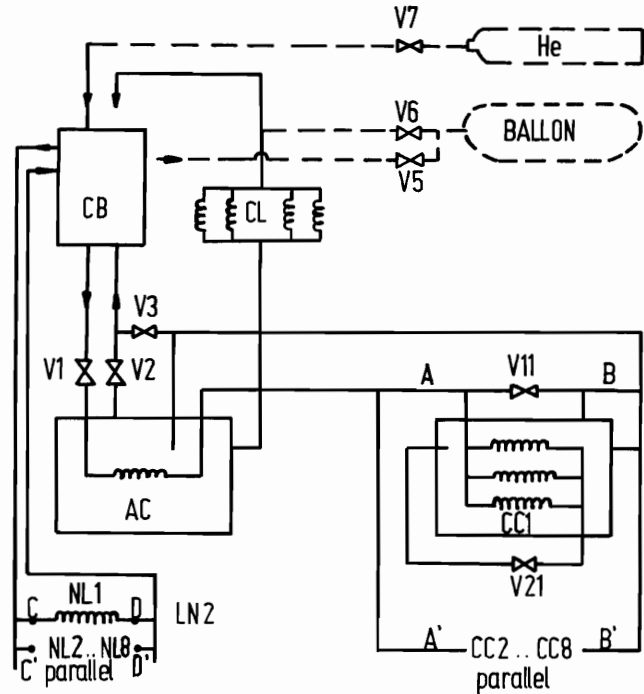 V7
He
V6
BALLON
V5
CB
CL
V3
V1
V2
A
V11
B
AC
CC1
V21
NL1
C
D
LN2
NL2..NL8
C'
D'
parallel
A'
CC2 .. CC8
B'
parallel